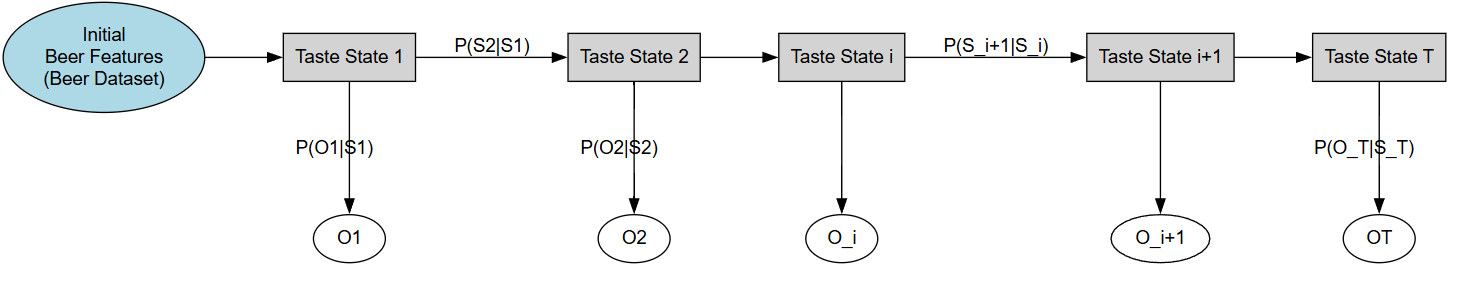 Initial
Beer Features
(Beer Dataset)
Taste State 1
P(S2|S1)
Taste State 2
Taste State i
P(S_i+1|S_i)
Taste State i+1
Taste State T
P(O1|S1)
P(O2|S2)
P(O_T|S_T)
O1
O2
O_i
O_i+1
OT